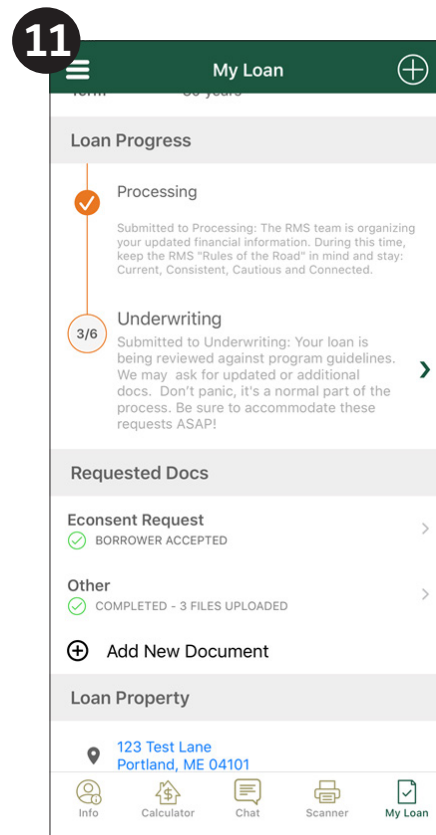 11
My Loan
Loan Progress
Processing
Submitted to Processing: The RMS team is organizing
your updated financial information. During this time,
keep the RMS "Rules of the Road" in mind and stay:
Current, Consistent, Cautious and Connected.
3/6
Underwriting
Submitted to Underwriting: Your loan is
being reviewed against program guidelines.
We may ask for updated or additional
docs. Don't panic, it's a normal part of the
process. Be sure to accommodate these
requests ASAP!
Requested Docs
Econsent Request
BORROWER ACCEPTED
Other
COMPLETED - 3 FILES UPLOADED
Add New Document
Loan Property
123 Test Lane
Portland, ME 04101
Info Calculator Chat Scanner My Loan